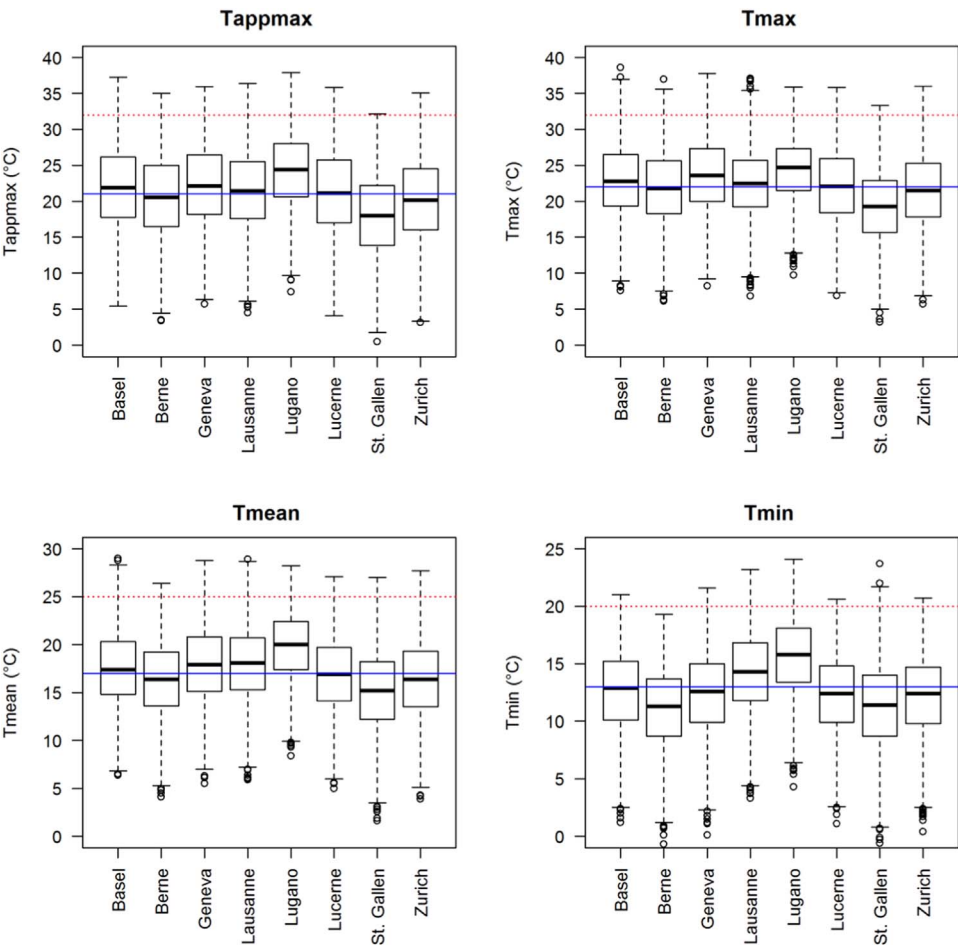 Tappmax
Tappmax (°C)
40
35
30
25
20
15
10
5
0
Basel
Berne
Geneva
Lausanne
Lugano
Lucerne
St. Gallen
Zurich
Tmax
Tmax (°C)
40
35
30
25
20
15
10
5
0
Basel
Berne
Geneva
Lausanne
Lugano
Lucerne
St. Gallen
Zurich
Tmean
Tmean (°C)
30
25
20
15
10
5
0
Basel
Berne
Geneva
Lausanne
Lugano
Lucerne
St. Gallen
Zurich
Tmin
Tmin (°C)
25
20
15
10
5
0
Basel
Berne
Geneva
Lausanne
Lugano
Lucerne
St. Gallen
Zurich